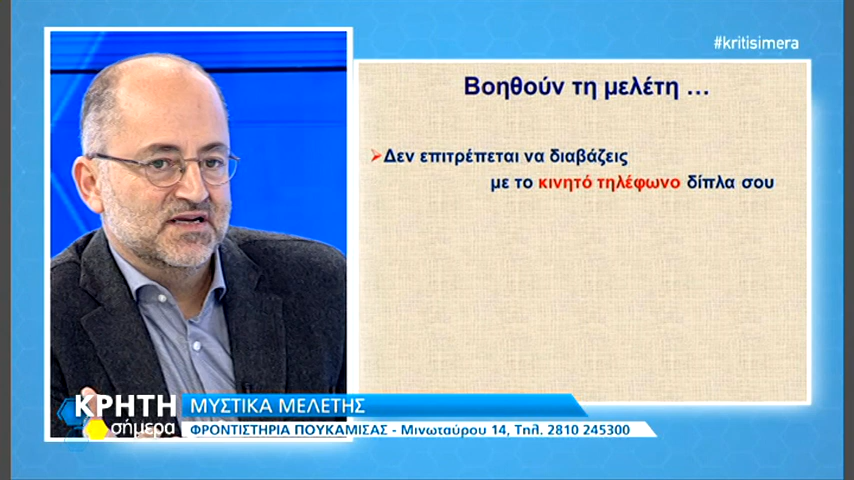 #kritisimera
Βοηθούν τη μελέτη …
Δεν επιτρέπεται να διαβάζεις
με το κινητό τηλέφωνο δίπλα σου
ΚΡΗΤΗ
σήμερα
ΜΥΣΤΙΚΑ ΜΕΛΕΤΗΣ
ΦΡΟΝΤΙΣΤΗΡΙΑ ΠΟΥΚΑΜΙΣΑΣ - Μινωταύρου 14, Τηλ. 2810 245300